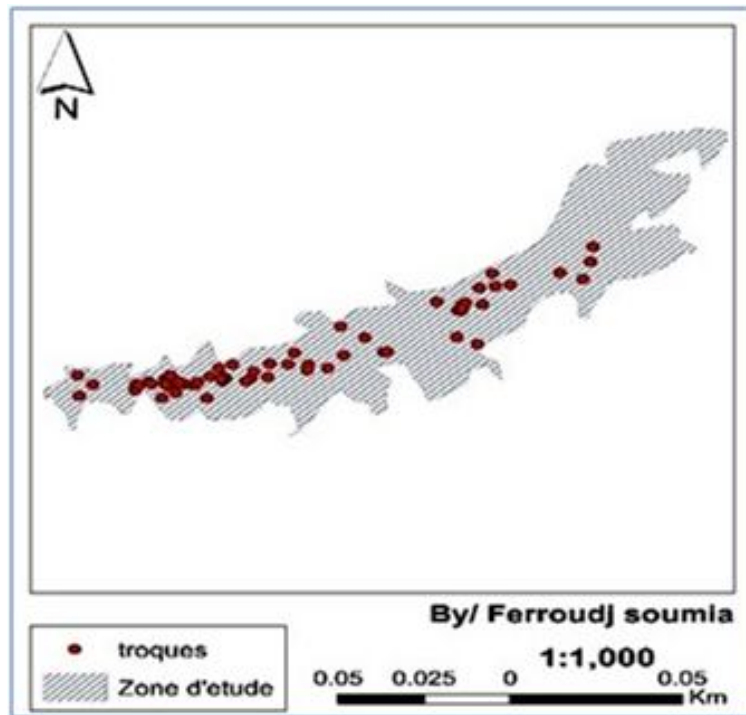 N
By/ Ferroudj soumia
troques
Zone d'etude
1:1,000
0.05 0.025 0 0.05
Km